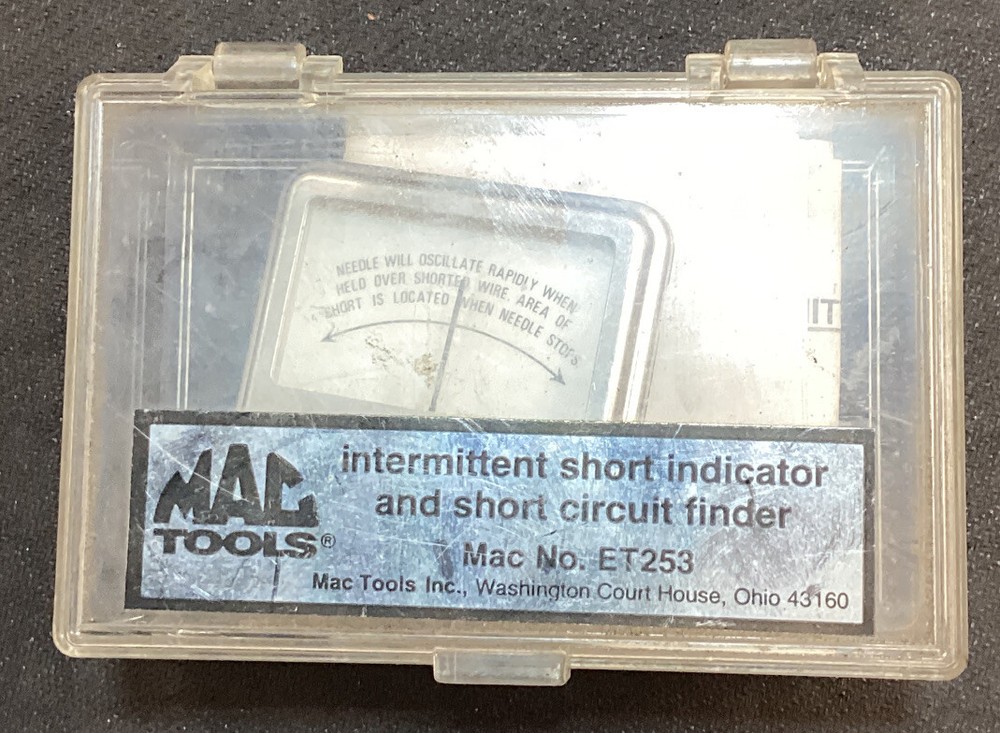 NEEDLE WILL OSCILLATE RAPIDLY WHEN
HELD OVER SHORTED WIRE. AREA OF
SHORT IS LOCATED WHEN NEEDLE STOPS
IT
MAC
TOOLS®
intermittent short indicator
and short circuit finder
Mac No. ET253
Mac Tools Inc., Washington Court House, Ohio 43160